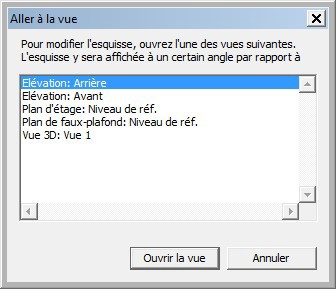 Aller à la vue
Pour modifier l'esquisse, ouvrez l'une des vues suivantes.
L'esquisse y sera affichée à un certain angle par rapport à
Elévation: Arrière
Elévation: Avant
Plan d'étage: Niveau de réf.
Plan de faux-plafond: Niveau de réf.
Vue 3D: Vue 1
Ouvrir la vue
Annuler